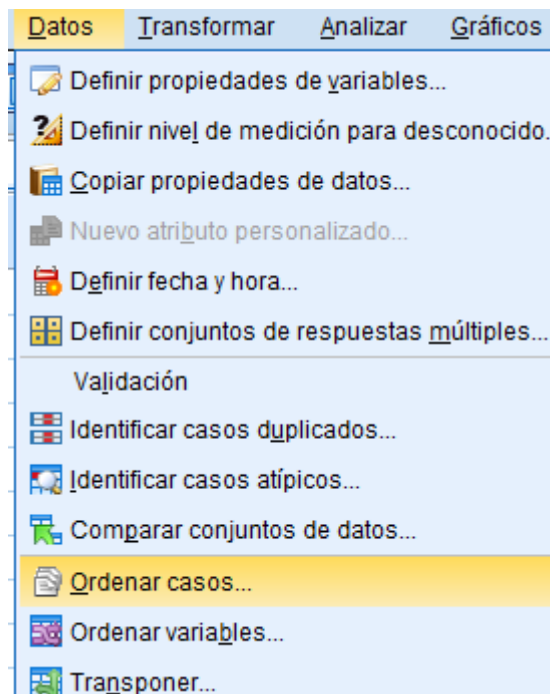 Datos Transformar Analizar Gráficos
Definir propiedades de variables...
Definir nivel de medición para desconocido.
Copiar propiedades de datos...
Nuevo atributo personalizado...
Definir fecha y hora...
Definir conjuntos de respuestas múltiples...
Validación
Identificar casos duplicados...
Identificar casos atípicos...
Comparar conjuntos de datos...
Ordenar casos...
Ordenar variables...
Transponer...